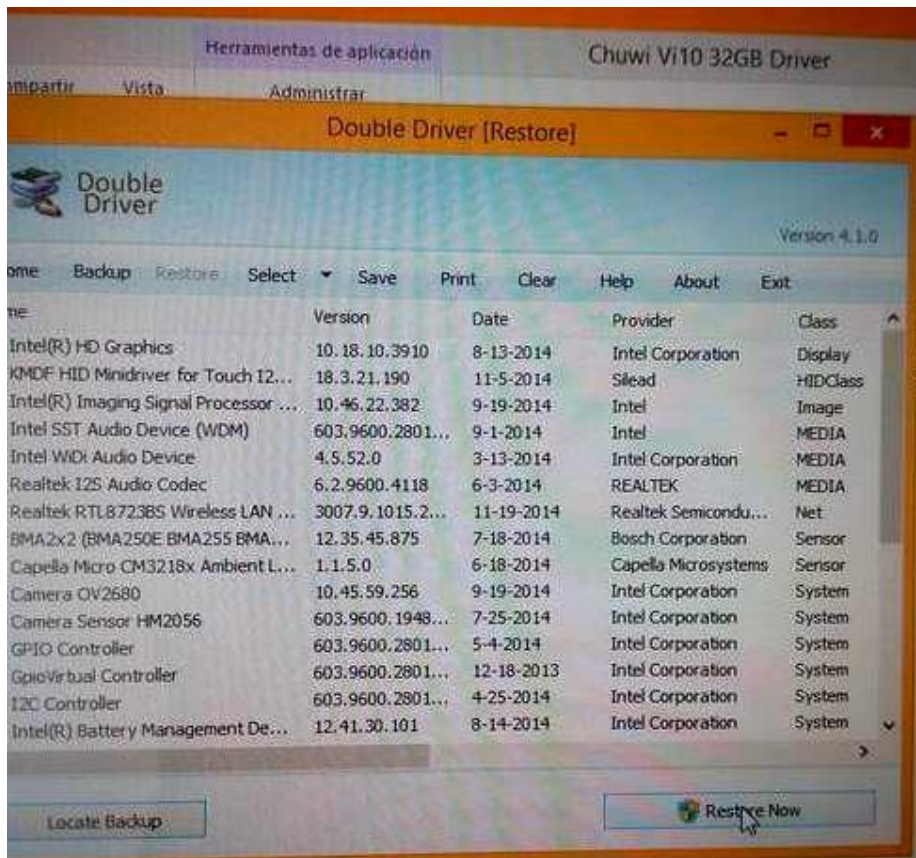 Herramientas de aplicación Chuwi Vi10 32GB Driver
ompartir Vista Administrar
Double Driver [Restore]
Double
Driver
Version 4.1.0
ome Backup Restore Select Save Print Clear Help About Exit
me Version Date Provider Class
Intel(R) HD Graphics 10.18.10.3910 8-13-2014 Intel Corporation Display
KMDF HID Minidriver for Touch I2... 18.3.21.190 11-5-2014 Silead HIDClass
Intel(R) Imaging Signal Processor ... 10.46.22.382 9-19-2014 Intel Image
Intel SST Audio Device (WDM) 603.9600.2801... 9-1-2014 Intel MEDIA
Intel WiDi Audio Device 4.5.52.0 3-13-2014 Intel Corporation MEDIA
Realtek I2S Audio Codec 6.2.9600.4118 6-3-2014 REALTEK MEDIA
Realtek RTL8723BS Wireless LAN ... 3007.9.1015.2... 11-19-2014 Realtek Semicondu... Net
BMA2x2 (BMA250E BMA255 BMA... 12.35.45.875 7-18-2014 Bosch Corporation Sensor
Capella Micro CM3218x Ambient L... 1.1.5.0 6-18-2014 Capella Microsystems Sensor
Camera OV2680 10.45.59.256 9-19-2014 Intel Corporation System
Camera Sensor HM2056 603.9600.1948... 7-25-2014 Intel Corporation System
GPIO Controller 603.9600.2801... 5-4-2014 Intel Corporation System
GpioVirtual Controller 603.9600.2801... 12-18-2013 Intel Corporation System
I2C Controller 603.9600.2801... 4-25-2014 Intel Corporation System
Intel(R) Battery Management De... 12.41.30.101 8-14-2014 Intel Corporation System
Locate Backup Restore Now